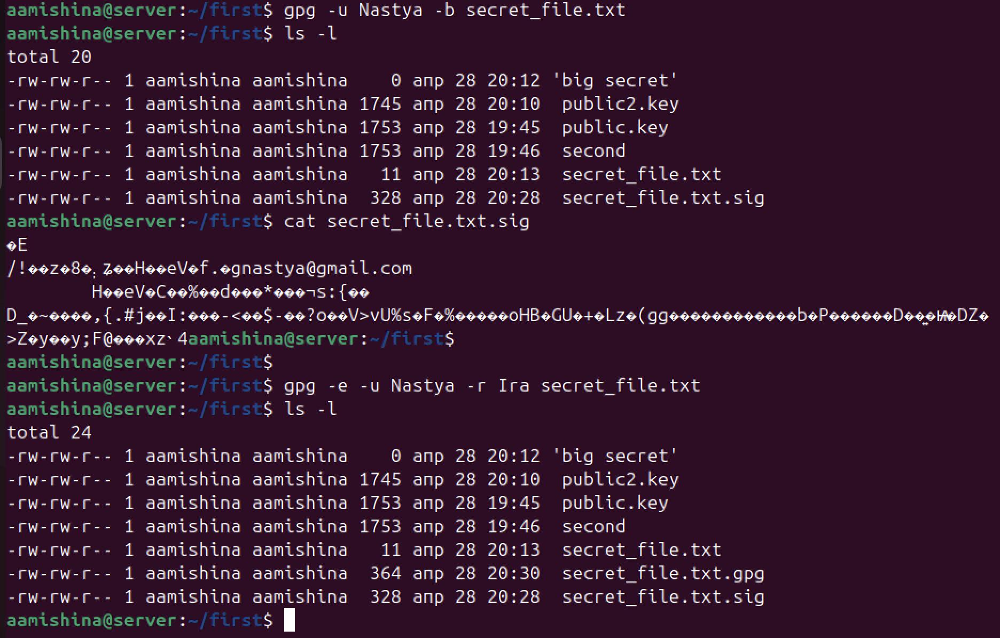 aamishina@server:~/first$ gpg -u Nastya -b secret_file.txt
aamishina@server:~/first$ ls -l
total 20
-rw-rw-r-- 1 aamishina aamishina    0 апр 28 20:12 'big secret'
-rw-rw-r-- 1 aamishina aamishina 1745 апр 28 20:10  public2.key
-rw-rw-r-- 1 aamishina aamishina 1753 апр 28 19:45  public.key
-rw-rw-r-- 1 aamishina aamishina 1753 апр 28 19:46  second
-rw-rw-r-- 1 aamishina aamishina   11 апр 28 20:13  secret_file.txt
-rw-rw-r-- 1 aamishina aamishina  328 апр 28 20:28  secret_file.txt.sig
aamishina@server:~/first$ cat secret_file.txt.sig
�E
/!��z�8� ��H��eV�f.�gnastya@gmail.com
        H��eV�C��%��d���*���¬s:{��
D_�~����,{.#j��I:���-<��$-��?o��V>vU%s�F�%�����oHB�GU�+�Lz�(gg������������b�P������D��� �DZ�
>Z�y��y;F@���xz 4aamishina@server:~/first$
aamishina@server:~/first$
aamishina@server:~/first$ gpg -e -u Nastya -r Ira secret_file.txt
aamishina@server:~/first$ ls -l
total 24
-rw-rw-r-- 1 aamishina aamishina    0 апр 28 20:12 'big secret'
-rw-rw-r-- 1 aamishina aamishina 1745 апр 28 20:10  public2.key
-rw-rw-r-- 1 aamishina aamishina 1753 апр 28 19:45  public.key
-rw-rw-r-- 1 aamishina aamishina 1753 апр 28 19:46  second
-rw-rw-r-- 1 aamishina aamishina   11 апр 28 20:13  secret_file.txt
-rw-rw-r-- 1 aamishina aamishina  364 апр 28 20:30  secret_file.txt.gpg
-rw-rw-r-- 1 aamishina aamishina  328 апр 28 20:28  secret_file.txt.sig
aamishina@server:~/first$